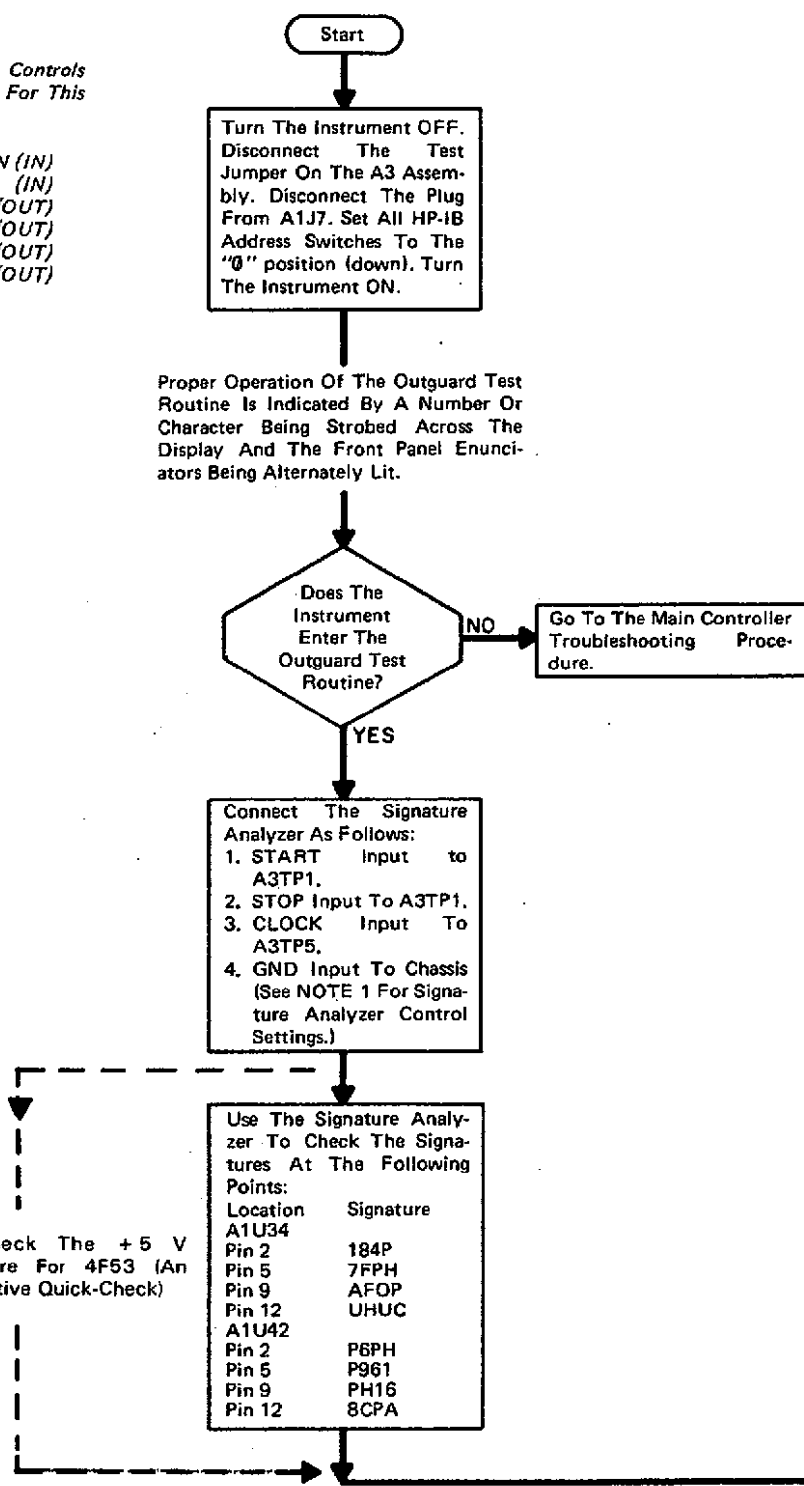 Start
Controls
For This
N (IN)
(IN)
(OUT)
(OUT)
(OUT)
(OUT)
Turn The Instrument OFF.
Disconnect The Test
Jumper On The A3 Assem-
bly. Disconnect The Plug
From A1J7. Set All HP-IB
Address Switches To The
"0" position (down). Turn
The Instrument ON.
Proper Operation Of The Outguard Test
Routine Is Indicated By A Number Or
Character Being Strobed Across The
Display And The Front Panel Enunci-
ators Being Alternately Lit.
Does The
Instrument
Enter The
Outguard Test
Routine?
NO
Go To The Main Controller
Troubleshooting Proce-
dure.
YES
Connect The Signature
Analyzer As Follows:
1. START Input to
A3TP1.
2. STOP Input To A3TP1.
3. CLOCK Input To
A3TP5.
4. GND Input To Chassis
(See NOTE 1 For Signa-
ture Analyzer Control
Settings.)
Use The Signature Analy-
zer To Check The Signa-
tures At The Following
Points:
Location Signature
A1U34
Pin 2 184P
Pin 5 7FPH
Pin 9 AFOP
Pin 12 UHUC
A1U42
Pin 2 P6PH
Pin 5 P961
Pin 9 PH16
Pin 12 8CPA
eck The +5 V
re For 4F53 (An
tive Quick-Check)